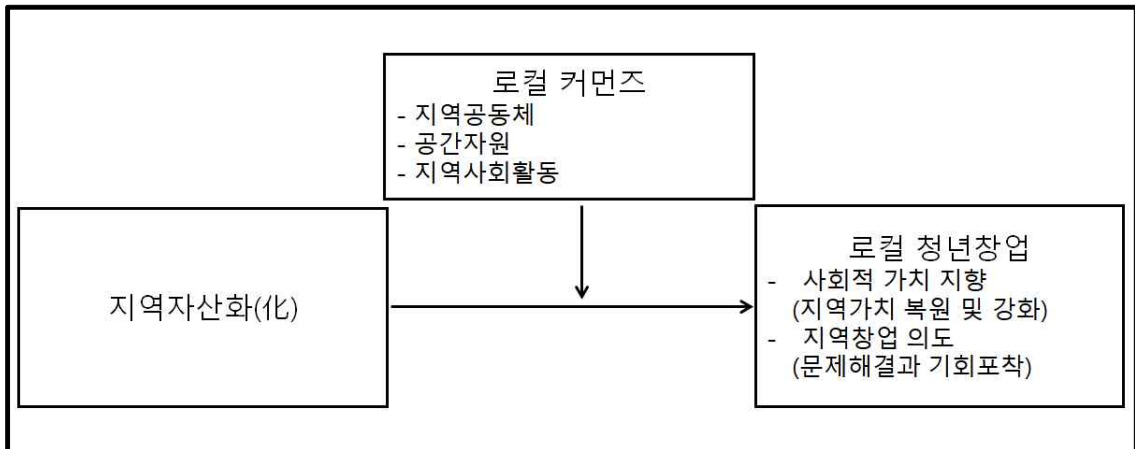 로컬 커먼즈
- 지역공동체
- 공간자원
- 지역사회활동
지역자산화(化)
로컬 청년창업
- 사회적 가치 지향
(지역가치 복원 및 강화)
- 지역창업 의도
(문제해결과 기회포착)